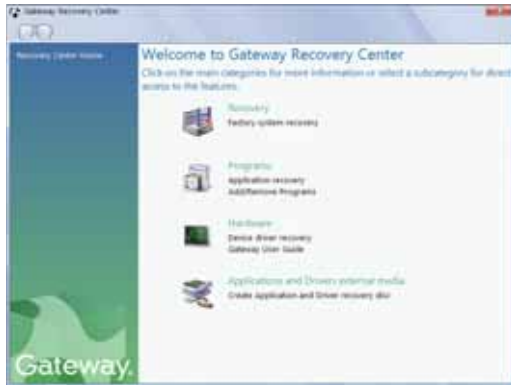 Gateway Recovery Center
Recovery Center Home
Welcome to Gateway Recovery Center
Click on the main categories for more information or select a subcategory for direct
access to the features.
Recovery
Factory system recovery
Programs
Application recovery
Add/Remove Programs
Hardware
Device driver recovery
Gateway User Guide
Applications and Drivers external media
Create Application and Driver recovery disc
Gateway.